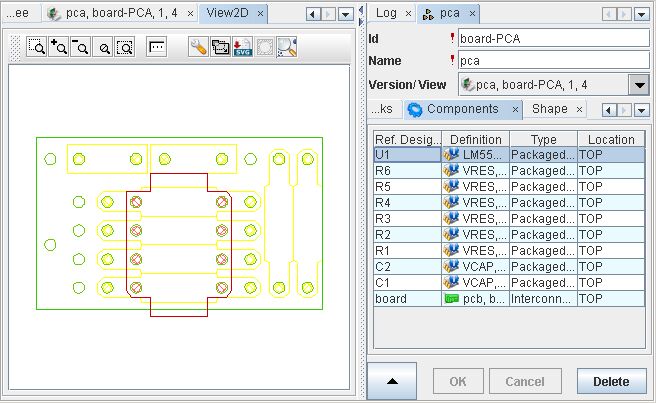 ...ee pca, board-PCA, 1, 4 View2D
SVG
Log pca
Id board-PCA
Name pca
Version/ View pca, board-PCA, 1, 4
...ks Components Shape
Ref. Desig... Definition Type Location
U1 LM55... Packaged... TOP
R6 VRES,... Packaged... TOP
R5 VRES,... Packaged... TOP
R4 VRES,... Packaged... TOP
R3 VRES,... Packaged... TOP
R2 VRES,... Packaged... TOP
R1 VRES,... Packaged... TOP
C2 VCAP,... Packaged... TOP
C1 VCAP,... Packaged... TOP
board pcb, b... Interconn... TOP
OK Cancel Delete